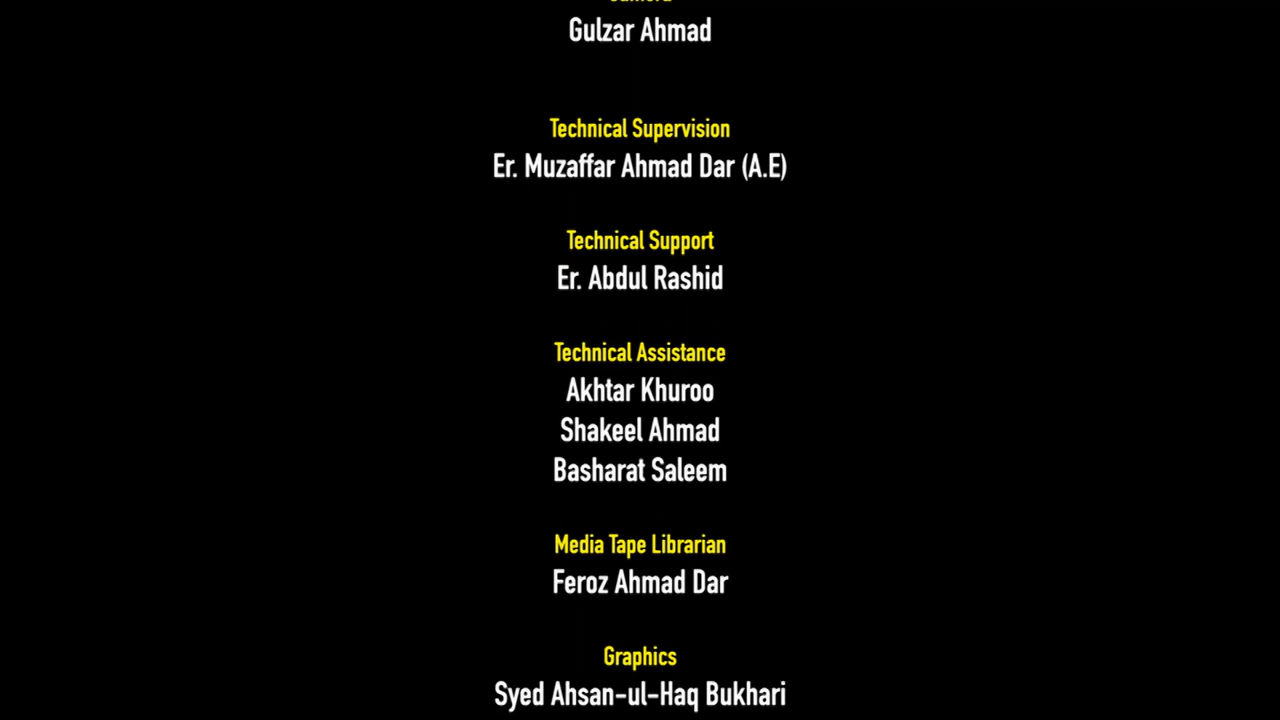 Gulzar Ahmad
Technical Supervision
Er. Muzaffar Ahmad Dar (A.E)
Technical Support
Er. Abdul Rashid
Technical Assistance
Akhtar Khuroo
Shakeel Ahmad
Basharat Saleem
Media Tape Librarian
Feroz Ahmad Dar
Graphics
Syed Ahsan-ul-Haq Bukhari